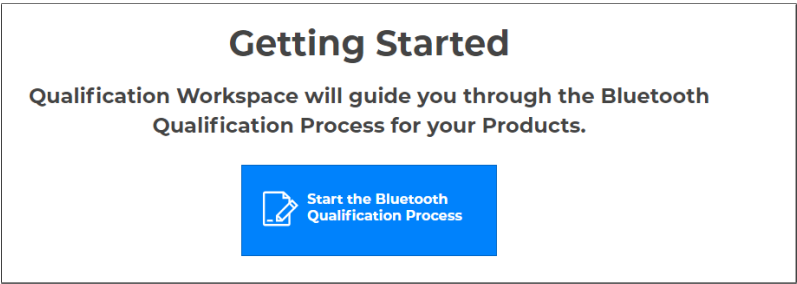 Getting Started
Qualification Workspace will guide you through the Bluetooth
Qualification Process for your Products.
Start the Bluetooth
Qualification Process